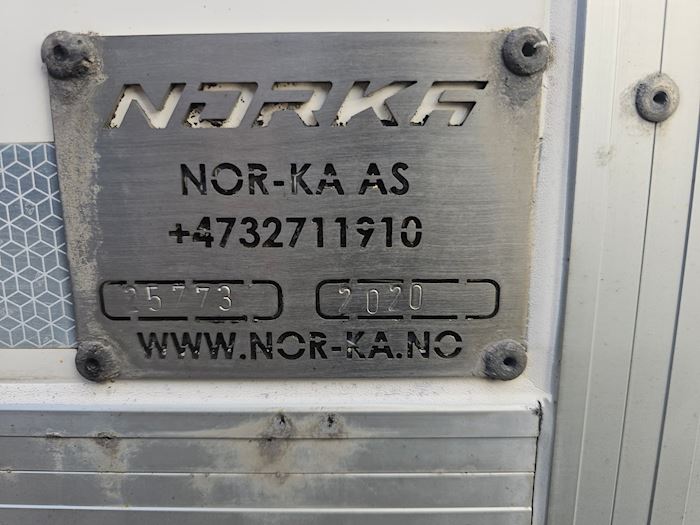 NORKA
NOR-KA AS
+4732711910
25773 2020
WWW.NOR-KA.NO